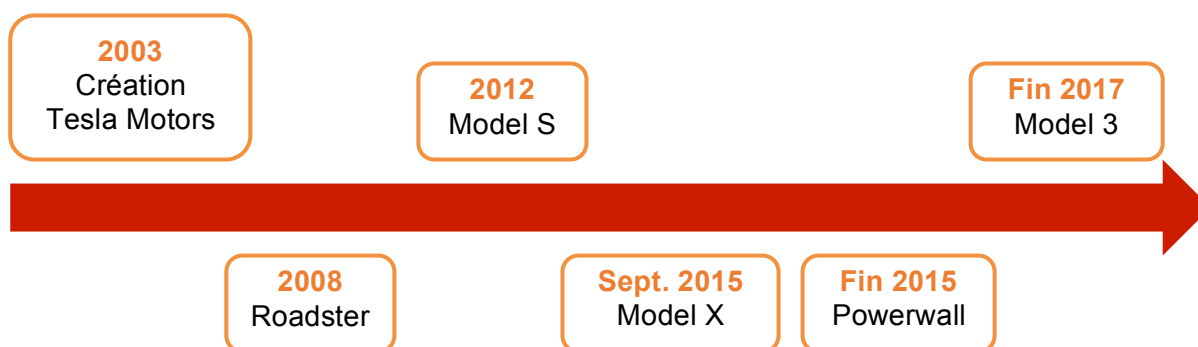 2003
Création
Tesla Motors
2012
Model S
Fin 2017
Model 3
2008
Roadster
Sept. 2015
Model X
Fin 2015
Powerwall